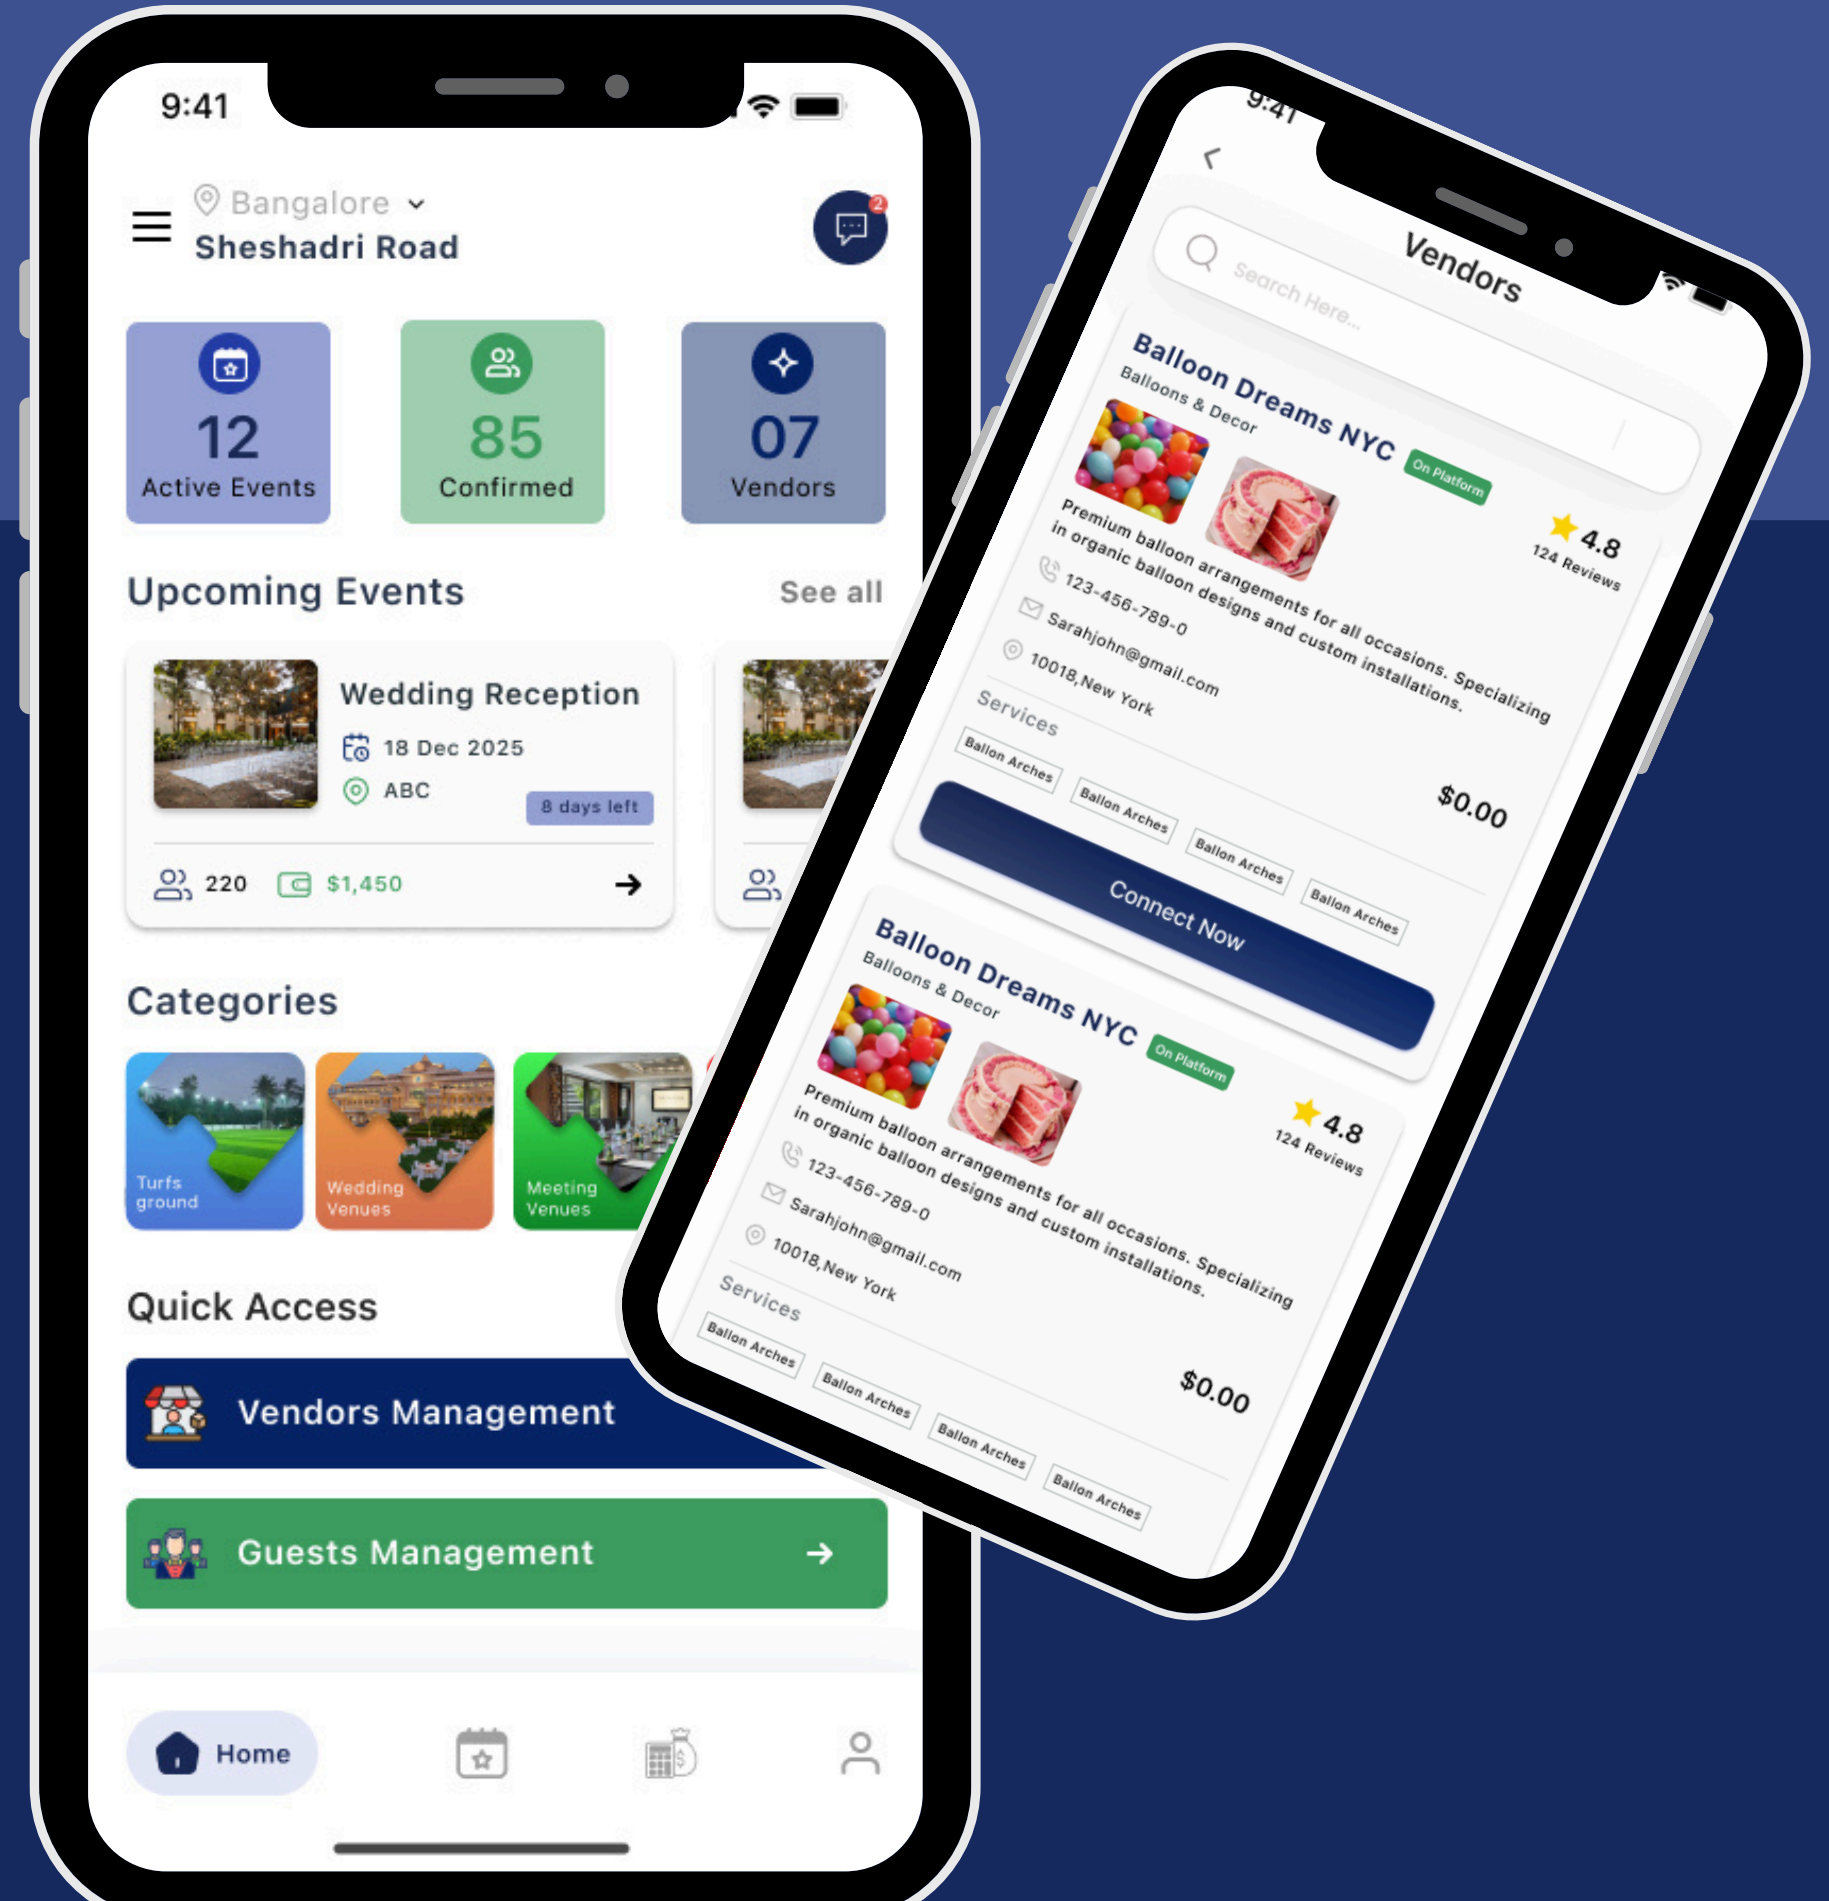 9:41
Bangalore
Sheshadri Road
2
12
Active Events
85
Confirmed
07
Vendors
Upcoming Events
See all
Wedding Reception
18 Dec 2025
ABC
8 days left
220
$1,450
Categories
Turfs
ground
Wedding
Venues
Meeting
Venues
Quick Access
Vendors Management
Guests Management
Home
9:41
Vendors
Search Here...
Balloon Dreams NYC
On Platform
Balloons & Decor
4.8
124 Reviews
Premium balloon arrangements for all occasions. Specializing
in organic balloon designs and custom installations.
123-456-789-0
Sarahjohn@gmail.com
10018,New York
Services
$0.00
Ballon Arches
Ballon Arches
Ballon Arches
Ballon Arches
Connect Now
Balloon Dreams NYC
On Platform
Balloons & Decor
4.8
124 Reviews
Premium balloon arrangements for all occasions. Specializing
in organic balloon designs and custom installations.
123-456-789-0
Sarahjohn@gmail.com
10018,New York
Services
$0.00
Ballon Arches
Ballon Arches
Ballon Arches
Ballon Arches